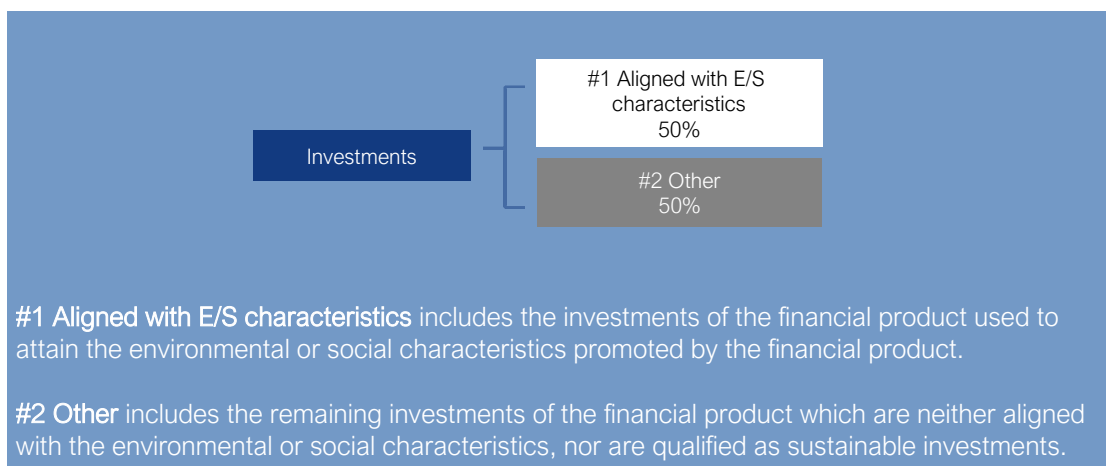 #1 Aligned with E/S
characteristics
50%
Investments
#2 Other
50%
#1 Aligned with E/S characteristics includes the investments of the financial product used to
attain the environmental or social characteristics promoted by the financial product.
#2 Other includes the remaining investments of the financial product which are neither aligned
with the environmental or social characteristics, nor are qualified as sustainable investments.